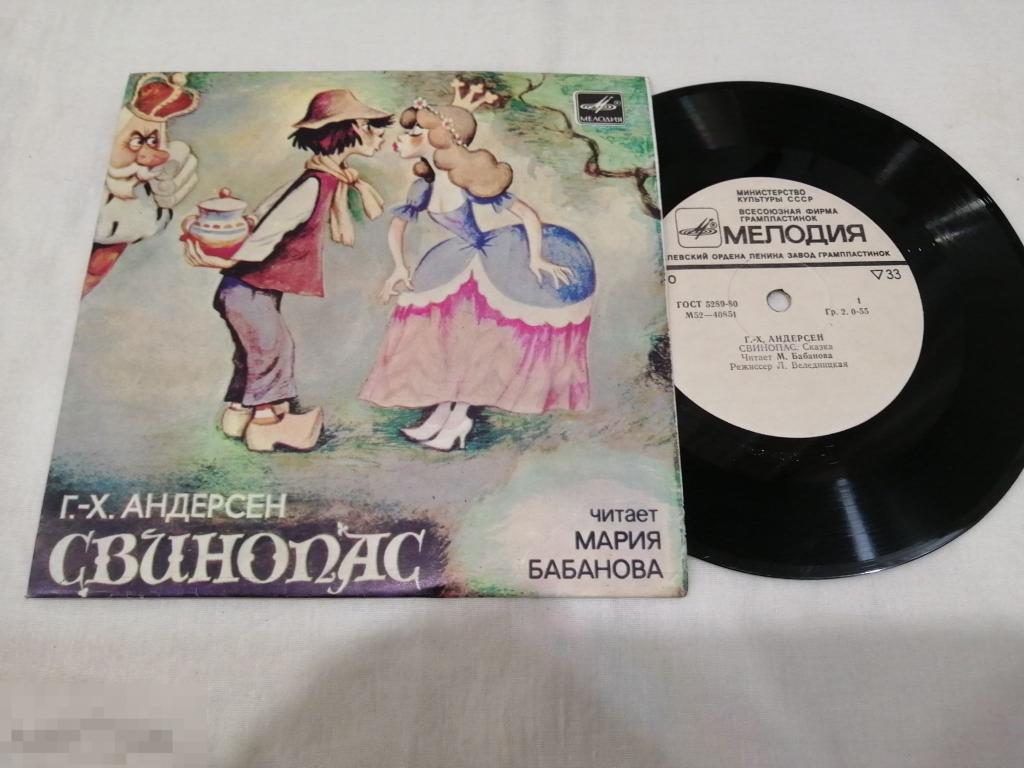 МЕЛОДИЯ
Г.-Х. АНДЕРСЕН
СВИНОПАС
читает
МАРИЯ
БАБАНОВА
МИНИСТЕРСТВО
КУЛЬТУРЫ СССР
ВСЕСОЮЗНАЯ ФИРМА
ГРАМПЛАСТИНОК
МЕЛОДИЯ
ЛЕВСКИЙ ОРДЕНА ЛЕНИНА ЗАВОД ГРАМПЛАСТИНОК
О ▽33
ГОСТ 5289-80 1
М52—40851 Гр. 2. 0-55
Г.-Х. АНДЕРСЕН
СВИНОПАС. Сказка
Читает М. Бабанова
Режиссер Л. Веледницкая